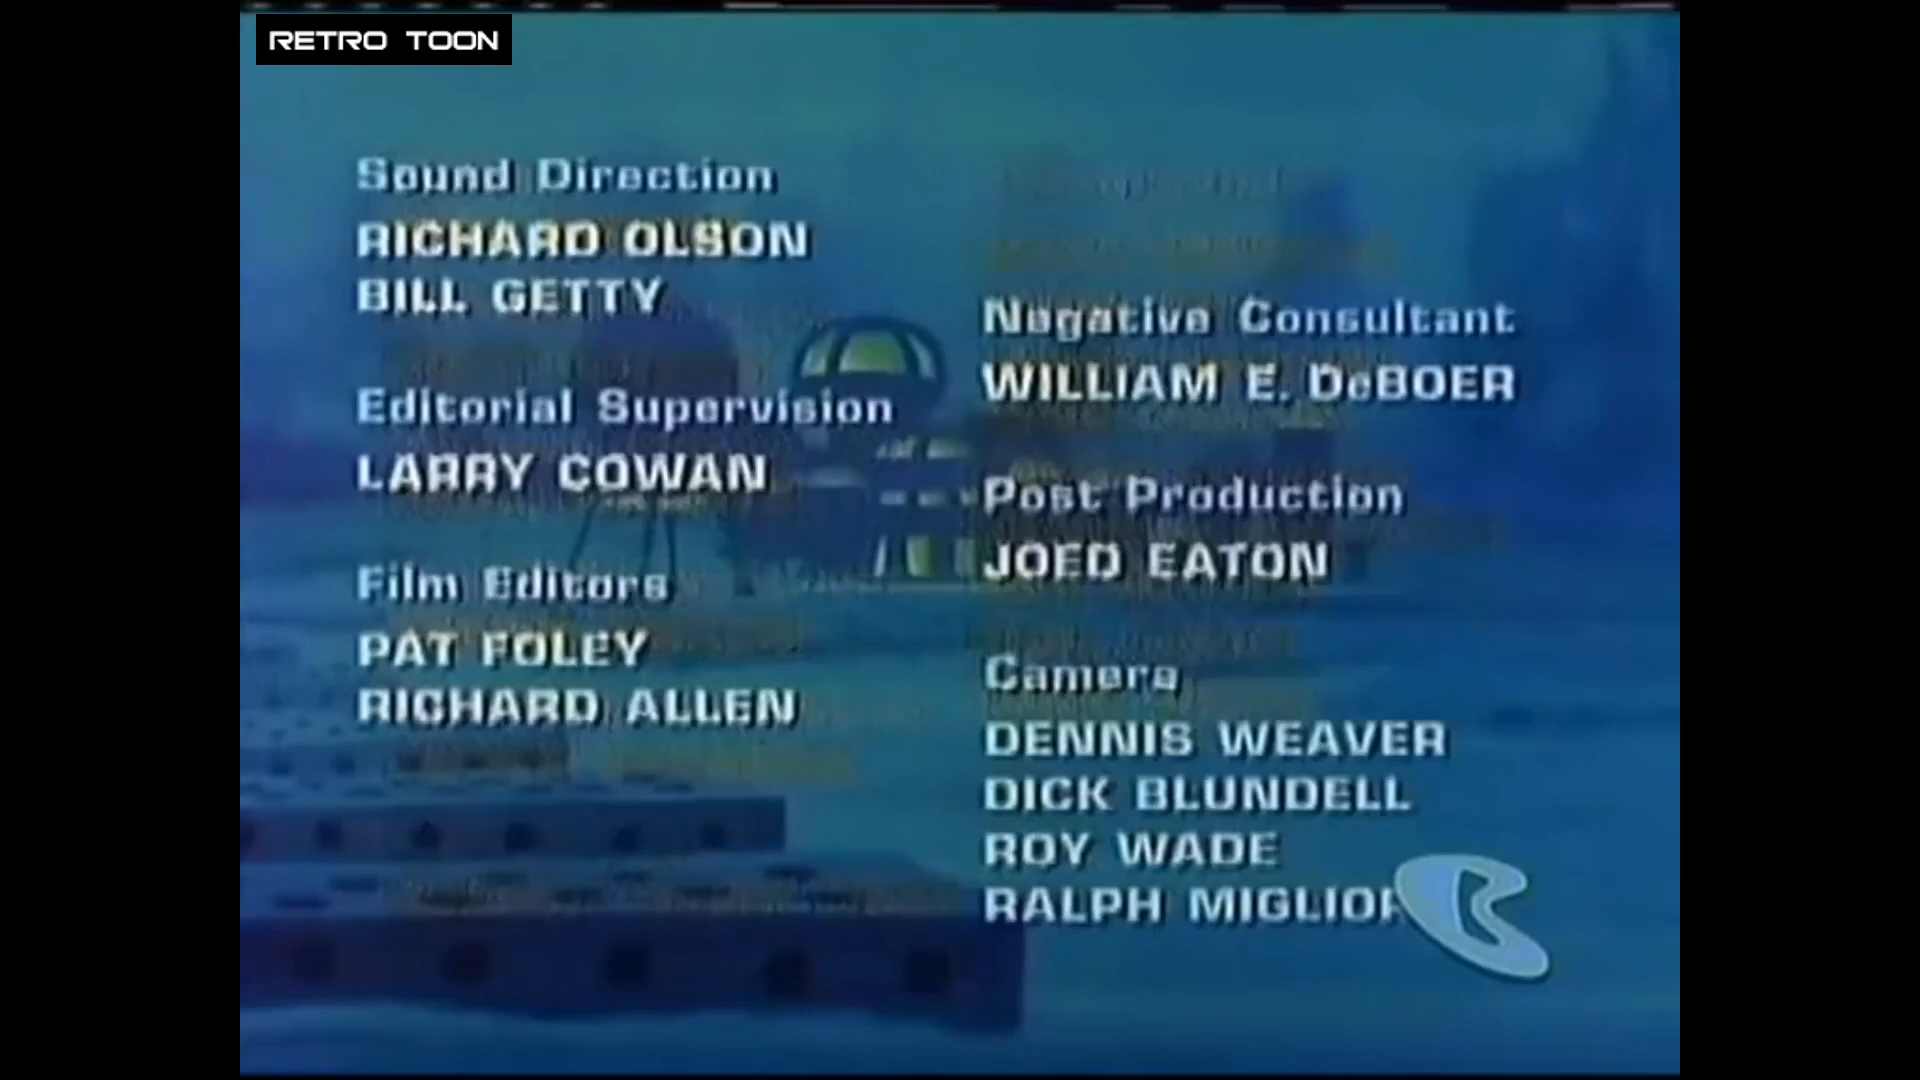 RETRO TOON
Sound Direction
RICHARD OLSON
BILL GETTY
Editorial Supervision
LARRY COWAN
Film Editors
PAT FOLEY
RICHARD ALLEN
Negative Consultant
WILLIAM E. DeBOER
Post Production
JOED EATON
Camera
DENNIS WEAVER
DICK BLUNDELL
ROY WADE
RALPH